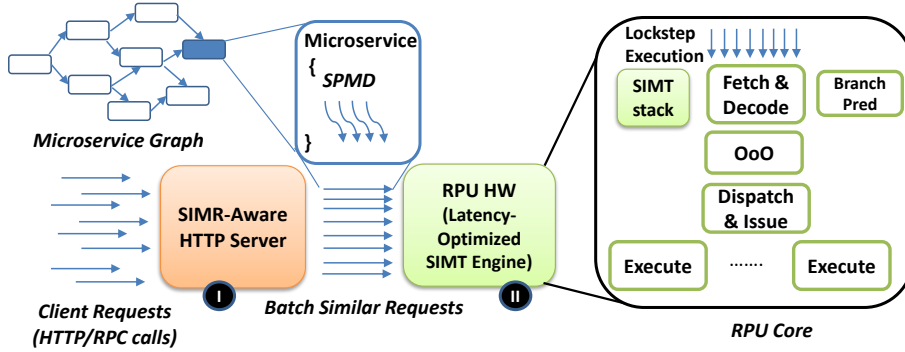 Microservice Graph
Microservice
{
SPMD
}
Client Requests
(HTTP/RPC calls)
SIMR-Aware
HTTP Server
I
Batch Similar Requests
RPU HW
(Latency-
Optimized
SIMT Engine)
II
Lockstep
Execution
SIMT
stack
Fetch &
Decode
Branch
Pred
OoO
Dispatch
& Issue
Execute
.......
Execute
RPU Core